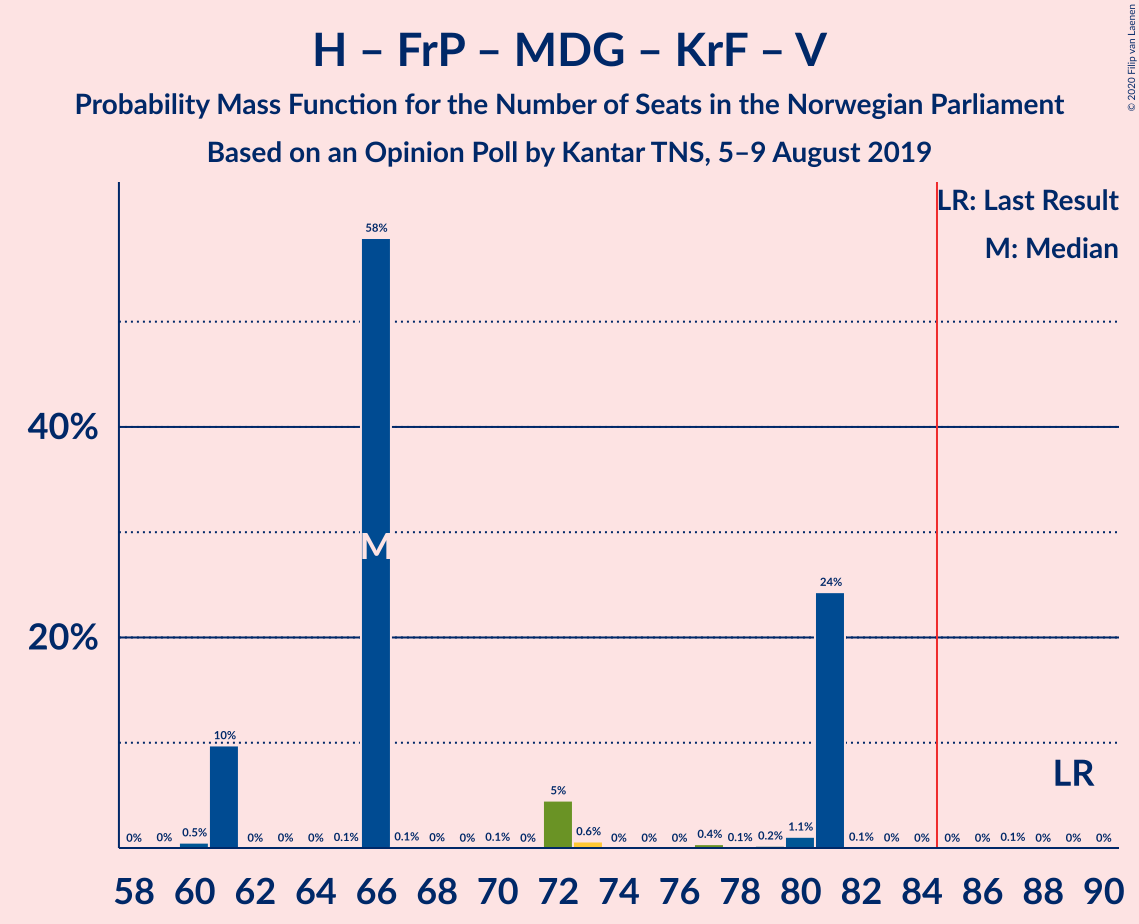 H – FrP – MDG – KrF – V
Probability Mass Function for the Number of Seats in the Norwegian Parliament
Based on an Opinion Poll by Kantar TNS, 5–9 August 2019
© 2020 Filip van Laenen
LR: Last Result
M: Median
58%
40%
M
24%
20%
10%
LR
5%
0% 0% 0.5% 0% 0% 0% 0.1% 0.1% 0% 0% 0.1% 0% 0.6% 0% 0% 0% 0.4% 0.1% 0.2% 1.1% 0.1% 0% 0% 0% 0% 0.1% 0% 0% 0%
58 60 62 64 66 68 70 72 74 76 78 80 82 84 86 88 90